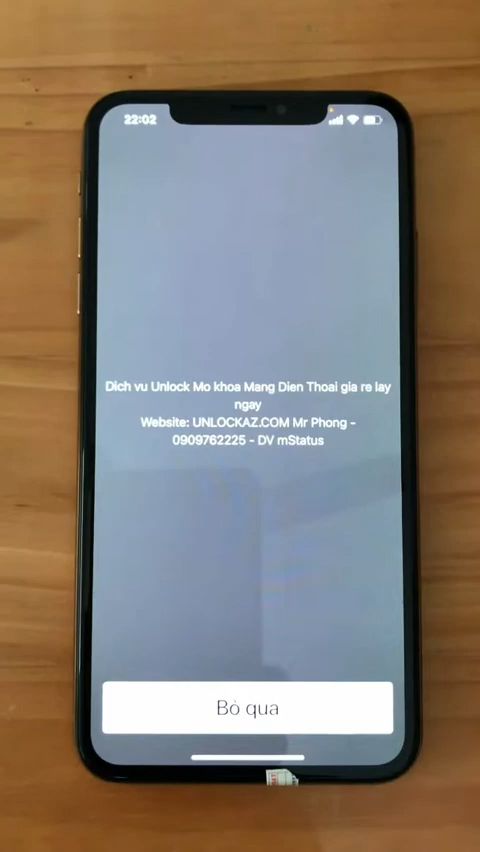 22:02
Dich vu Unlock Mo khoa Mang Dien Thoai gia re lay
ngay
Website: UNLOCKAZ.COM Mr Phong -
0909762225 - DV mStatus
Bỏ qua